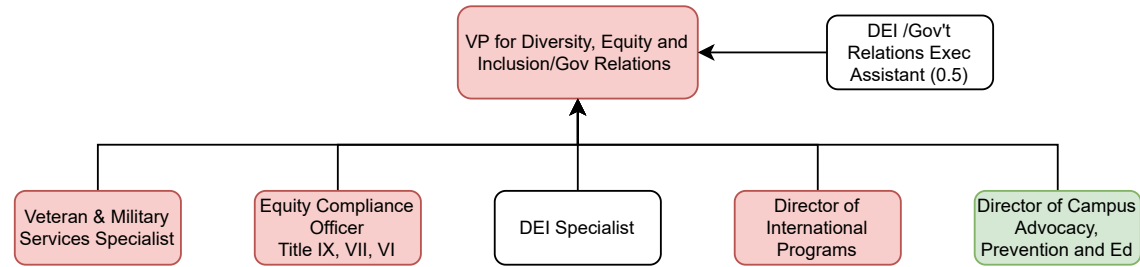 VP for Diversity, Equity and
Inclusion/Gov Relations
DEI /Gov't
Relations Exec
Assistant (0.5)
Veteran & Military
Services Specialist
Equity Compliance
Officer
Title IX, VII, VI
DEI Specialist
Director of
International
Programs
Director of Campus
Advocacy,
Prevention and Ed